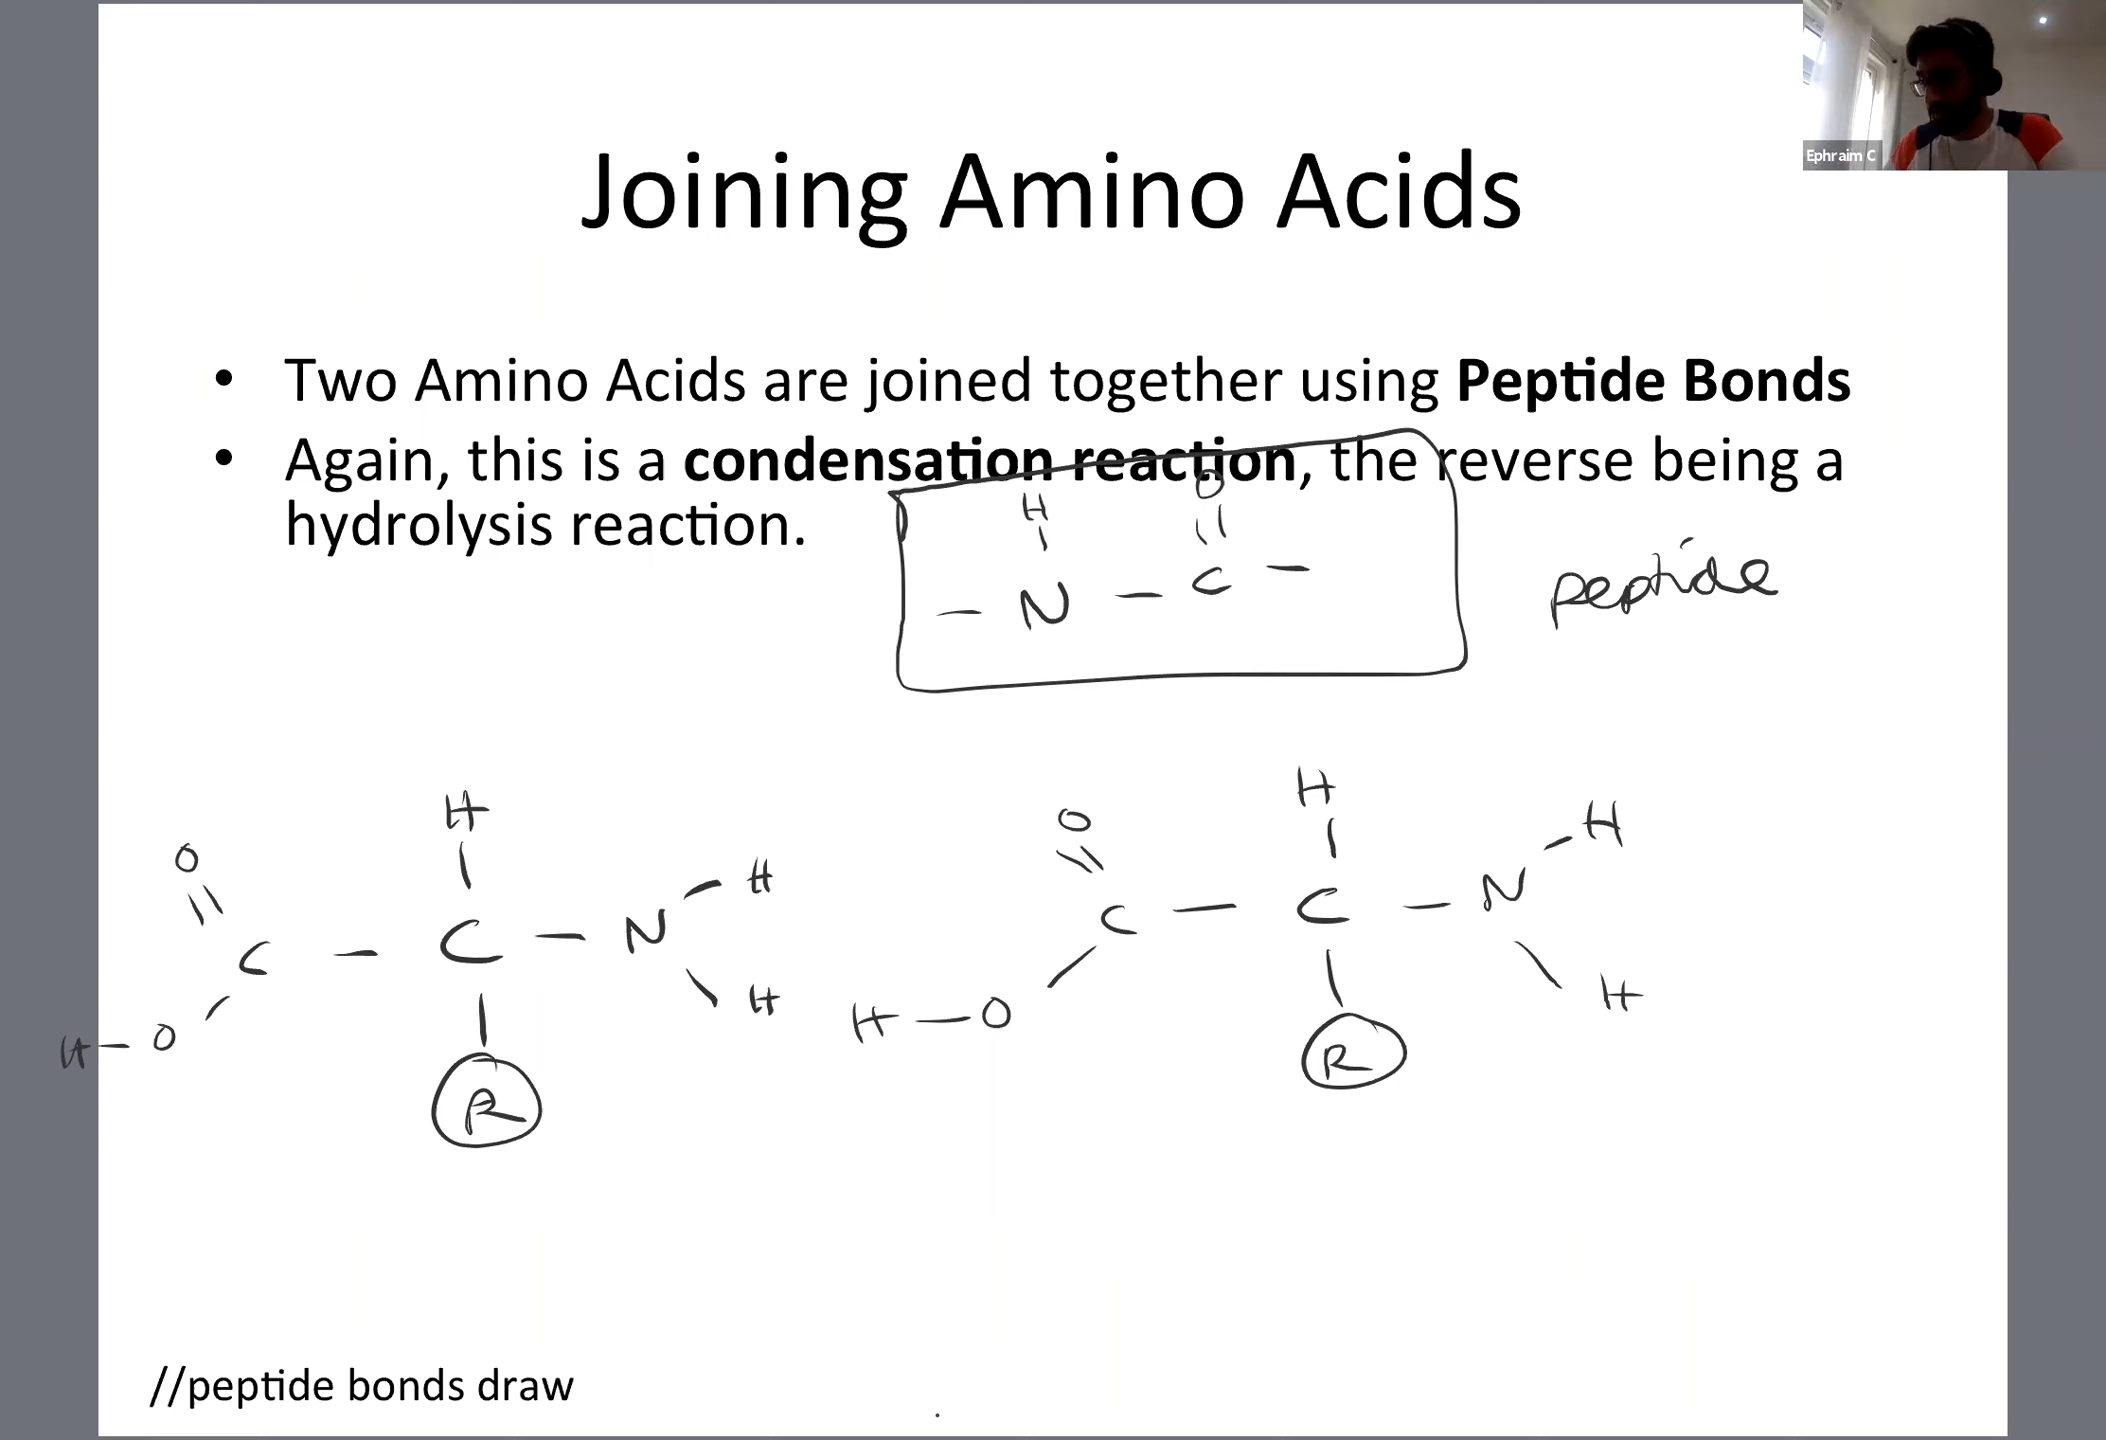 Ephraim C
Joining Amino Acids
• Two Amino Acids are joined together using Peptide Bonds
• Again, this is a condensation reaction, the reverse being a
hydrolysis reaction.
H O
– N – C –
peptide
H H
O O
H H
C – C – N C – C – N
H – O H H – O H
R R
//peptide bonds draw